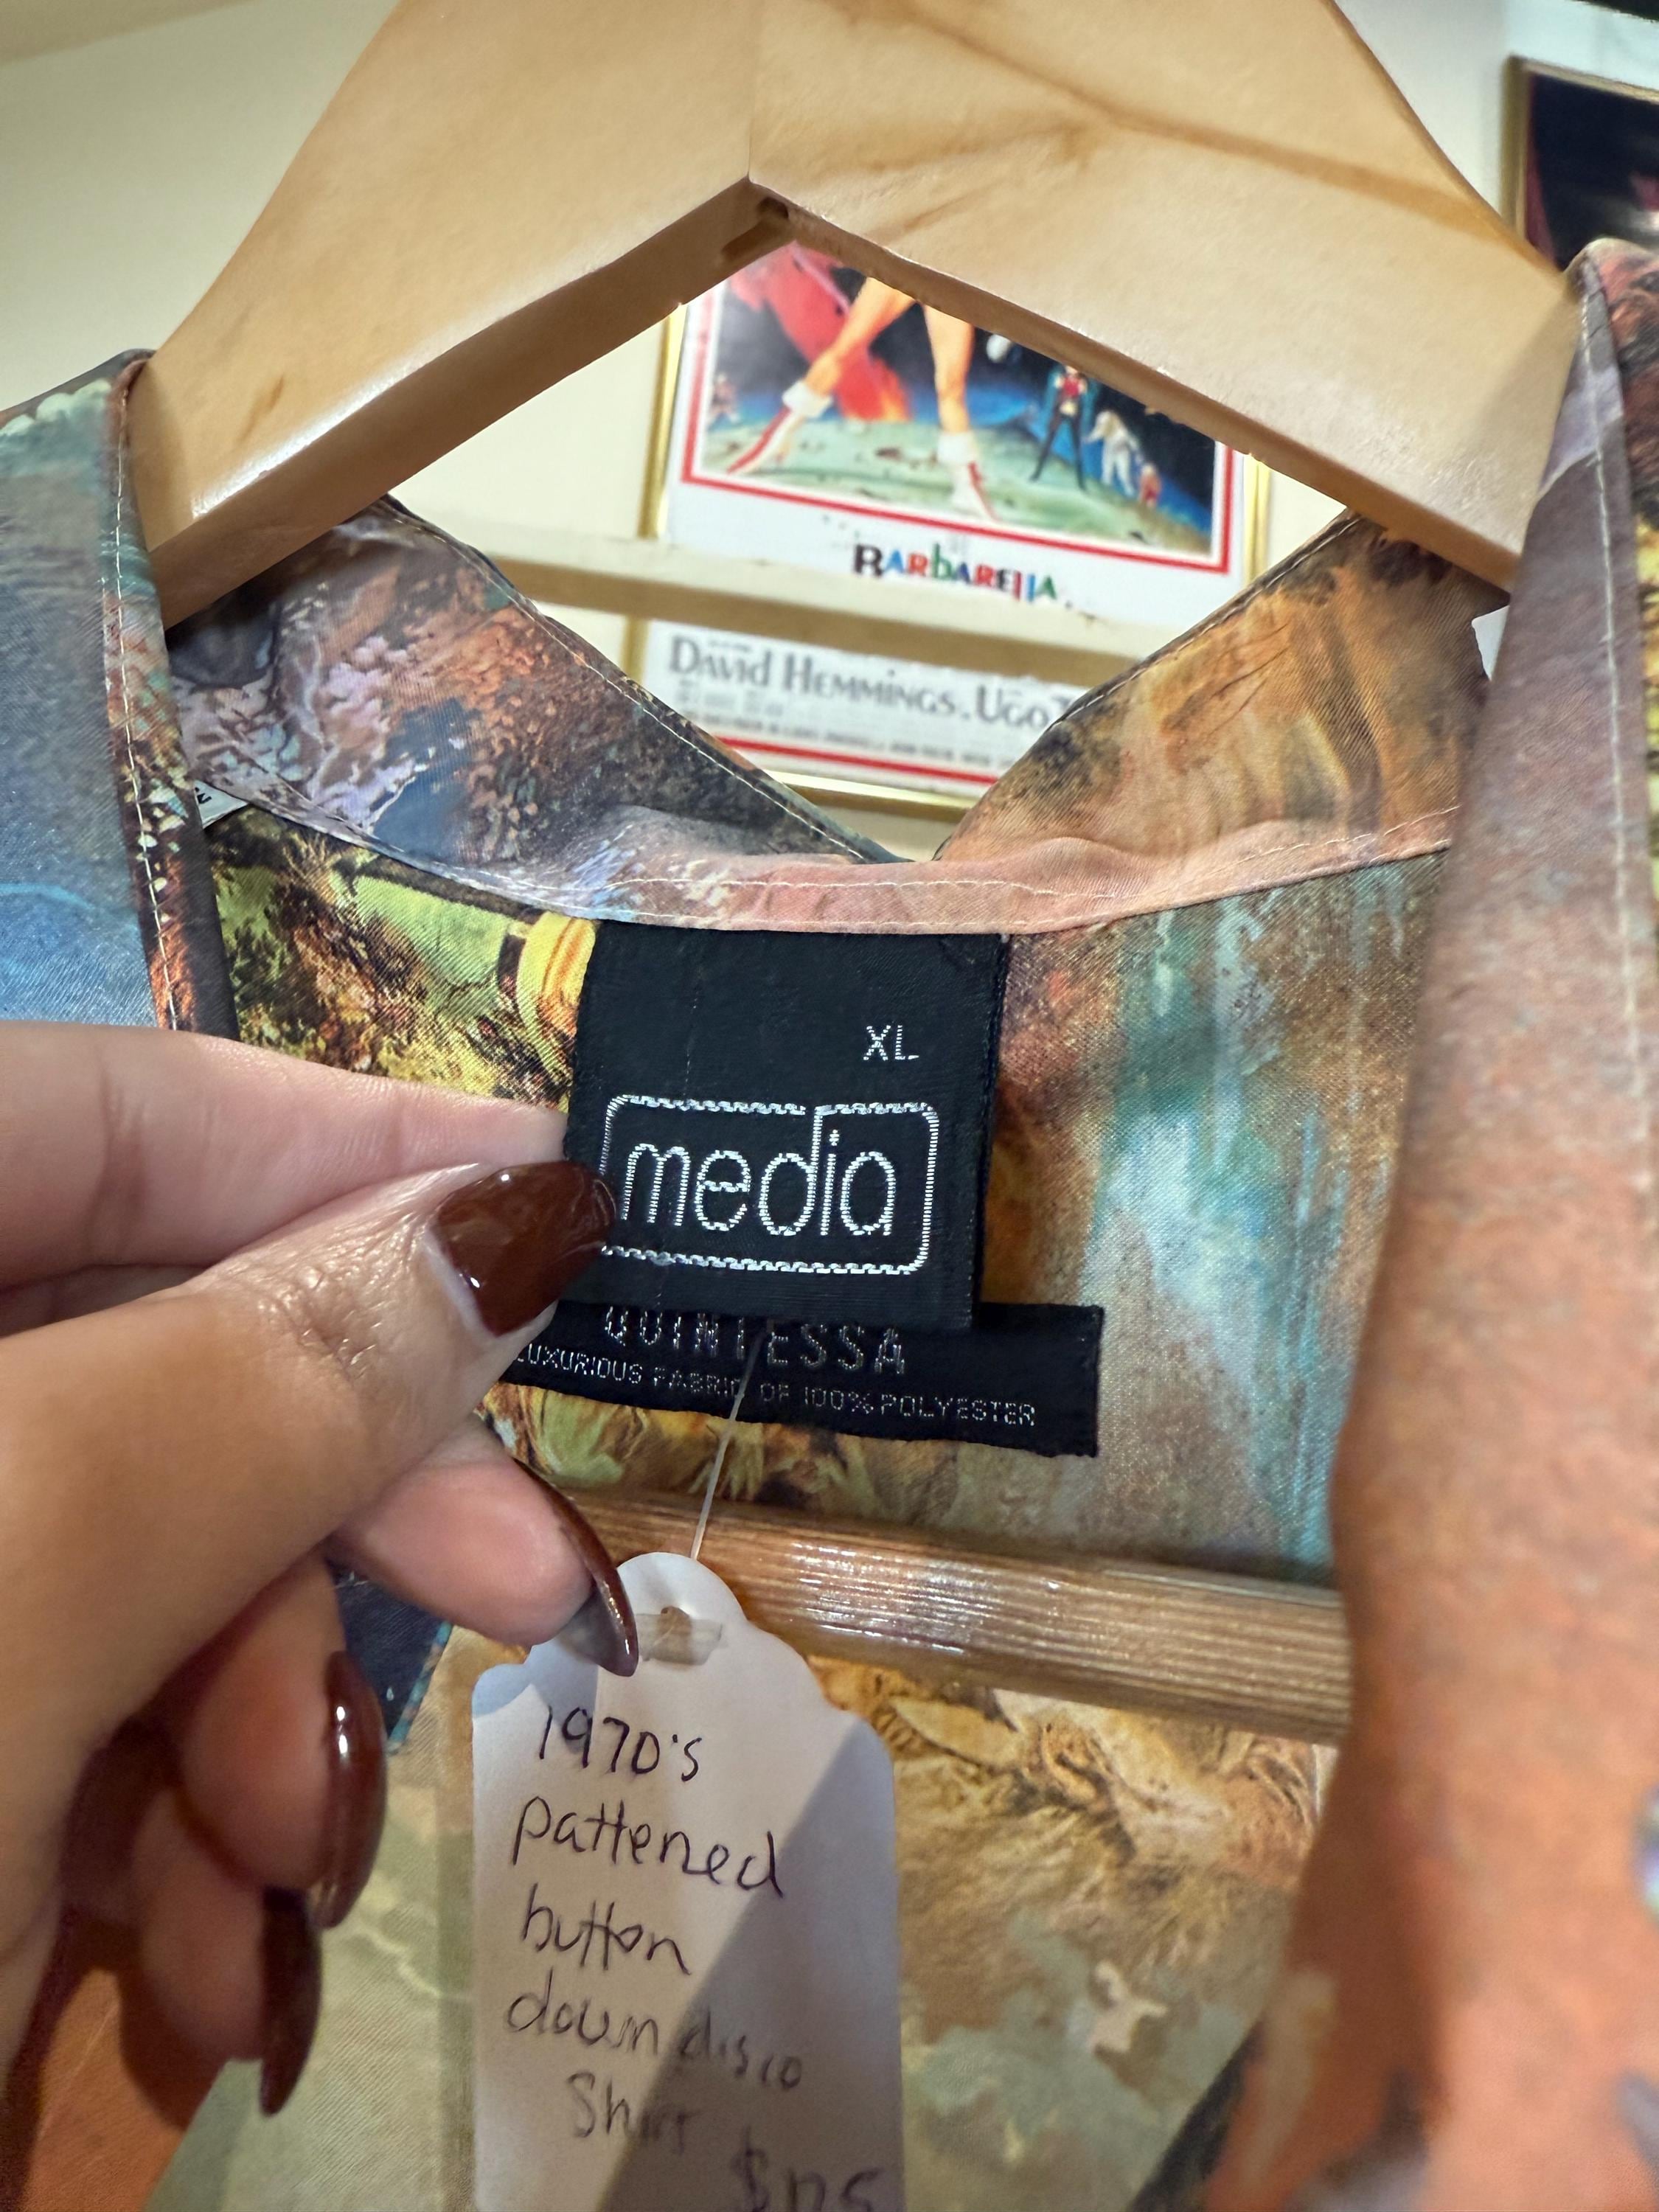 BARBARELLA
DAVID HEMMINGS. UGO
XL
media
QUINTESSA
LUXURIOUS FABRIC OF 100% POLYESTER
1970's
pattened
button
down disco
Shirt